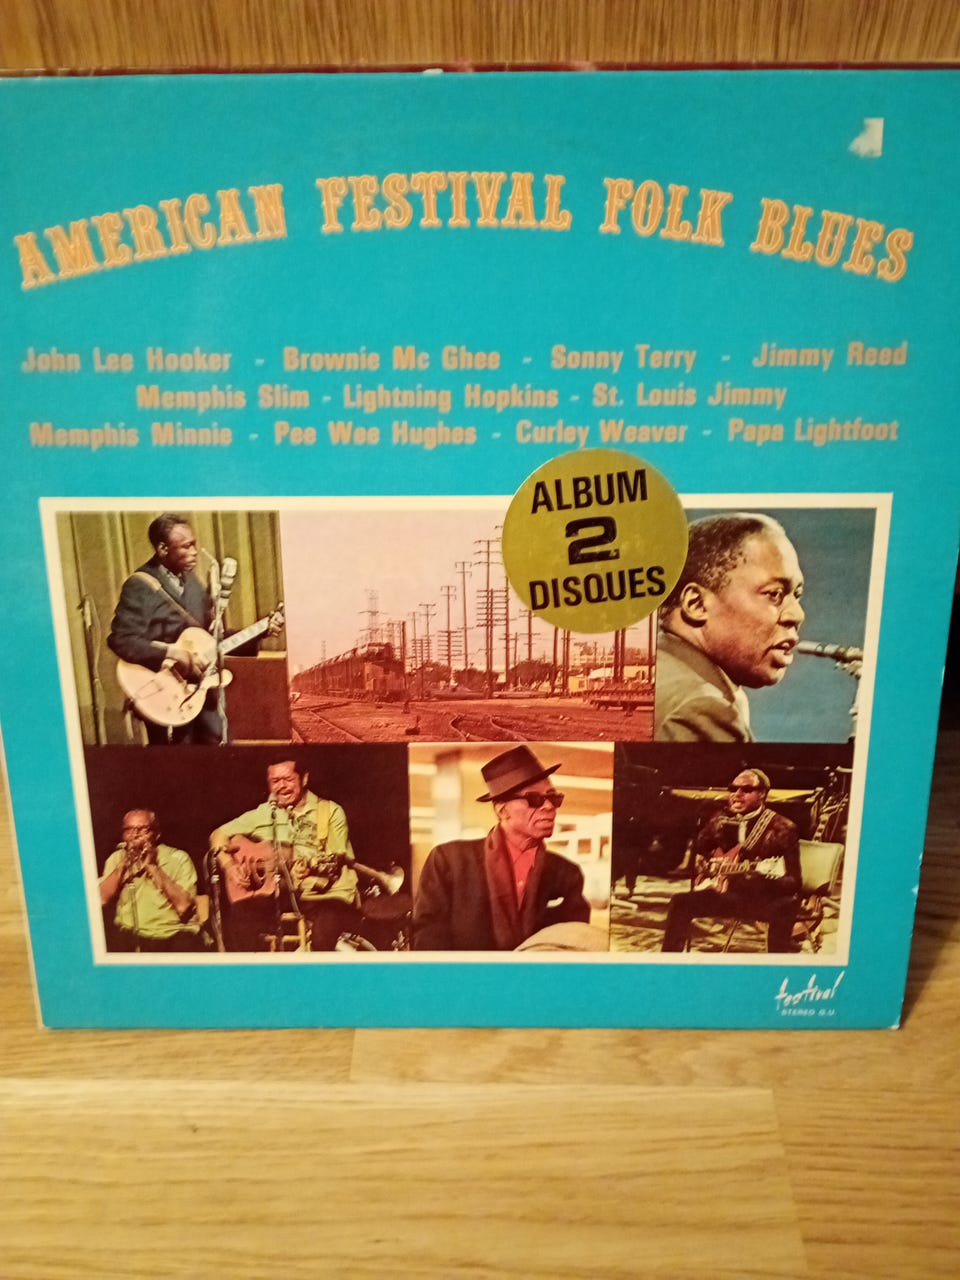 AMERICAN FESTIVAL FOLK BLUES
John Lee Hooker - Brownie Mc Ghee - Sonny Terry - Jimmy Reed
Memphis Slim - Lightning Hopkins - St. Louis Jimmy
Memphis Minnie - Pee Wee Hughes - Curley Weaver - Papa Lightfoot
ALBUM
2
DISQUES
festival
STEREO G.U.